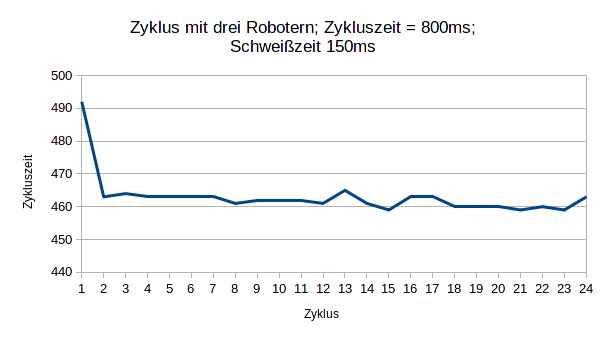 Zyklus mit drei Robotern; Zykluszeit = 800ms;
Schweißzeit 150ms
500
490
480
470
460
450
440
Zykluszeit
1 2 3 4 5 6 7 8 9 10 11 12 13 14 15 16 17 18 19 20 21 22 23 24
Zyklus